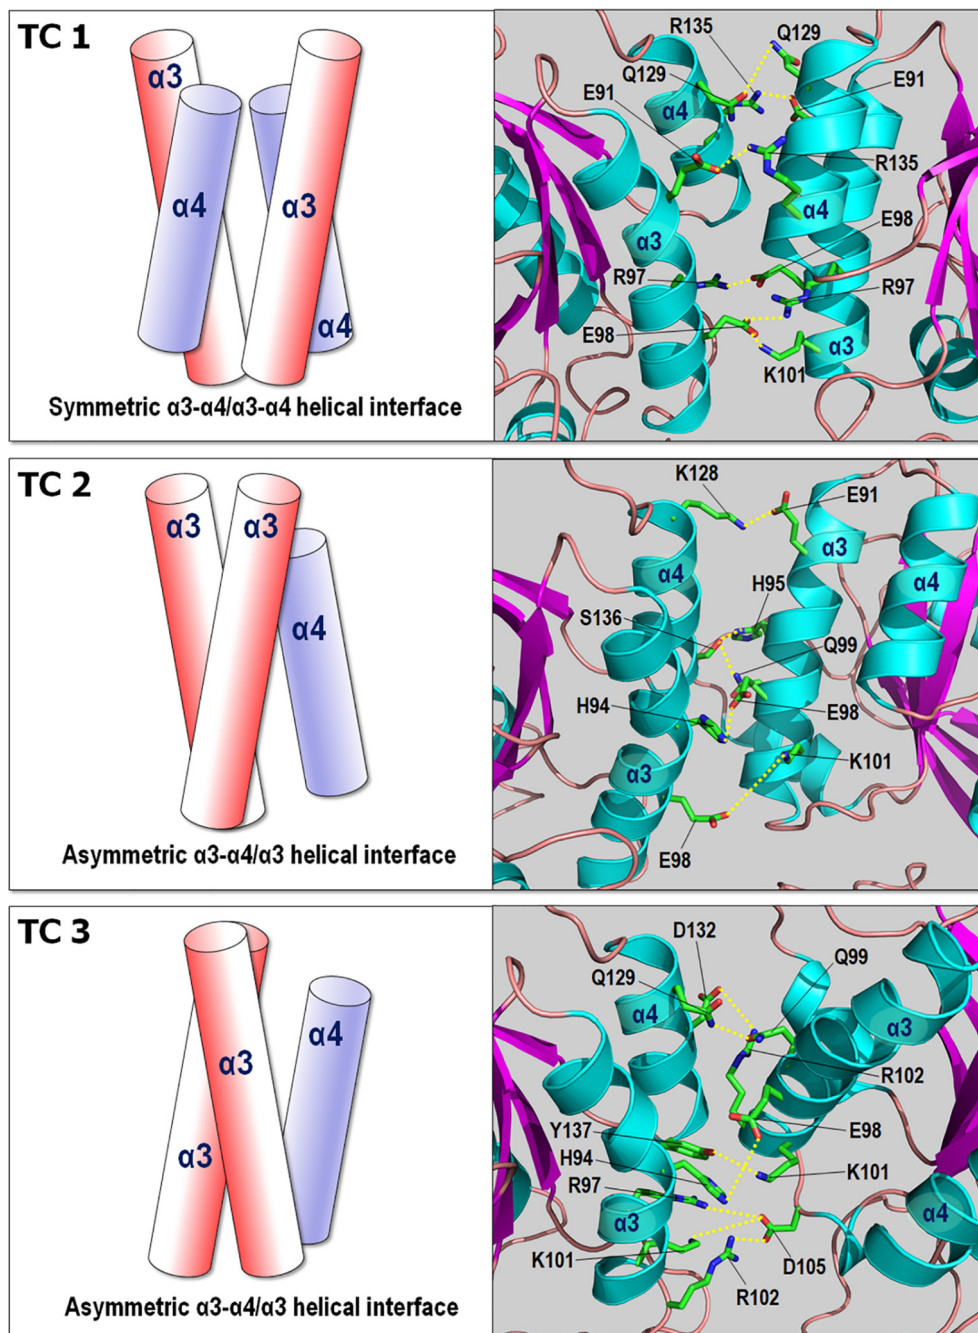 TC 1
α3
α4
α3
α4
Symmetric α3-α4/α3-α4 helical interface
R135
Q129
Q129
E91
E91
α4
R135
α4
E98
α3
R97
R97
E98
α3
K101
TC 2
α3
α3
α4
Asymmetric α3-α4/α3 helical interface
K128
E91
α3
α4
α4
H95
S136
Q99
H94
E98
α3
K101
E98
TC 3
α4
α3
α3
Asymmetric α3-α4/α3 helical interface
D132
Q99
Q129
α4
α3
R102
Y137
E98
H94
K101
R97
α3
α4
K101
D105
R102